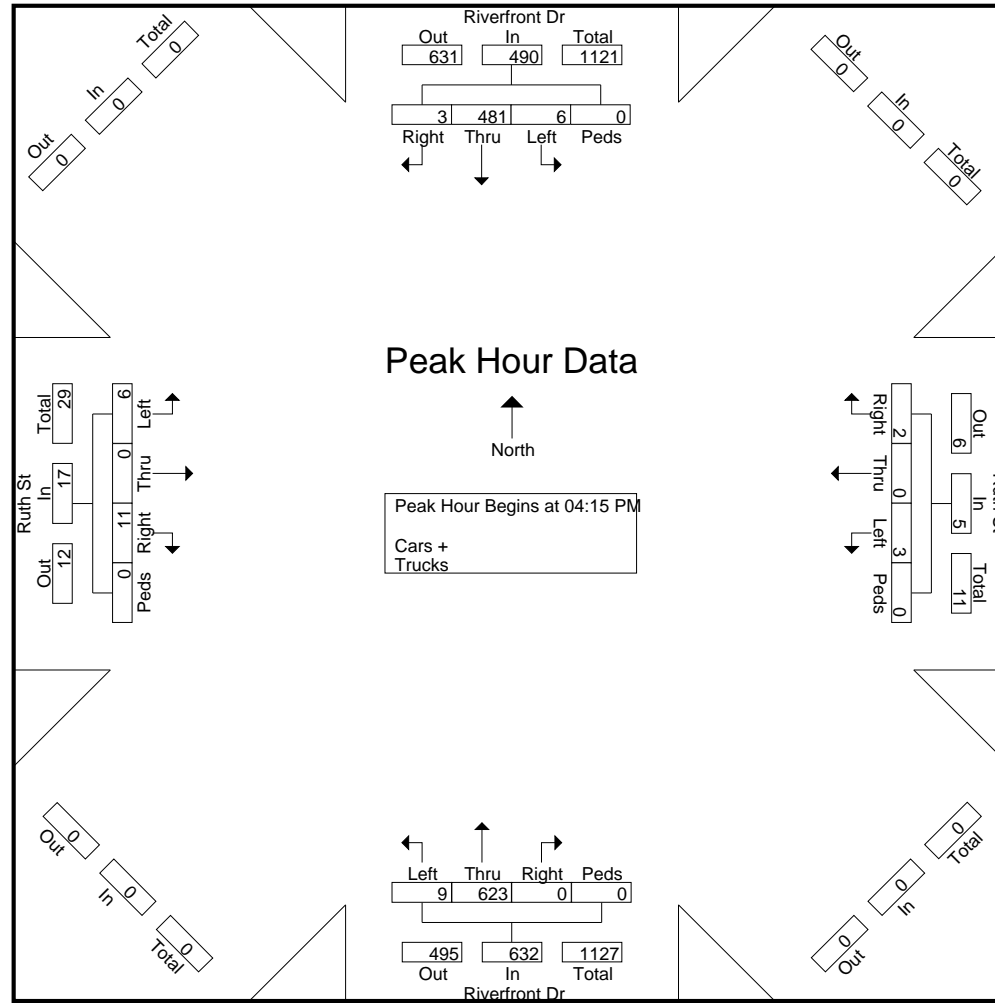 Riverfront Dr
Out In Total
631 490 1121
3 481 6 0
Right Thru Left Peds
Total
0
In
0
Out
0
Out
0
In
0
Total
0
Peak Hour Data
North
Peak Hour Begins at 04:15 PM
Cars +
Trucks
Ruth St
Total In Out
29 17 12
6 0 11 0
Left Thru Right Peds
Right Thru Left Peds
2 0 3 0
Out In Total
6 5 11
Left Thru Right Peds
9 623 0 0
495 632 1127
Out In Total
Riverfront Dr
0
Out
0
In
0
Total
0
Total
0
In
0
Out